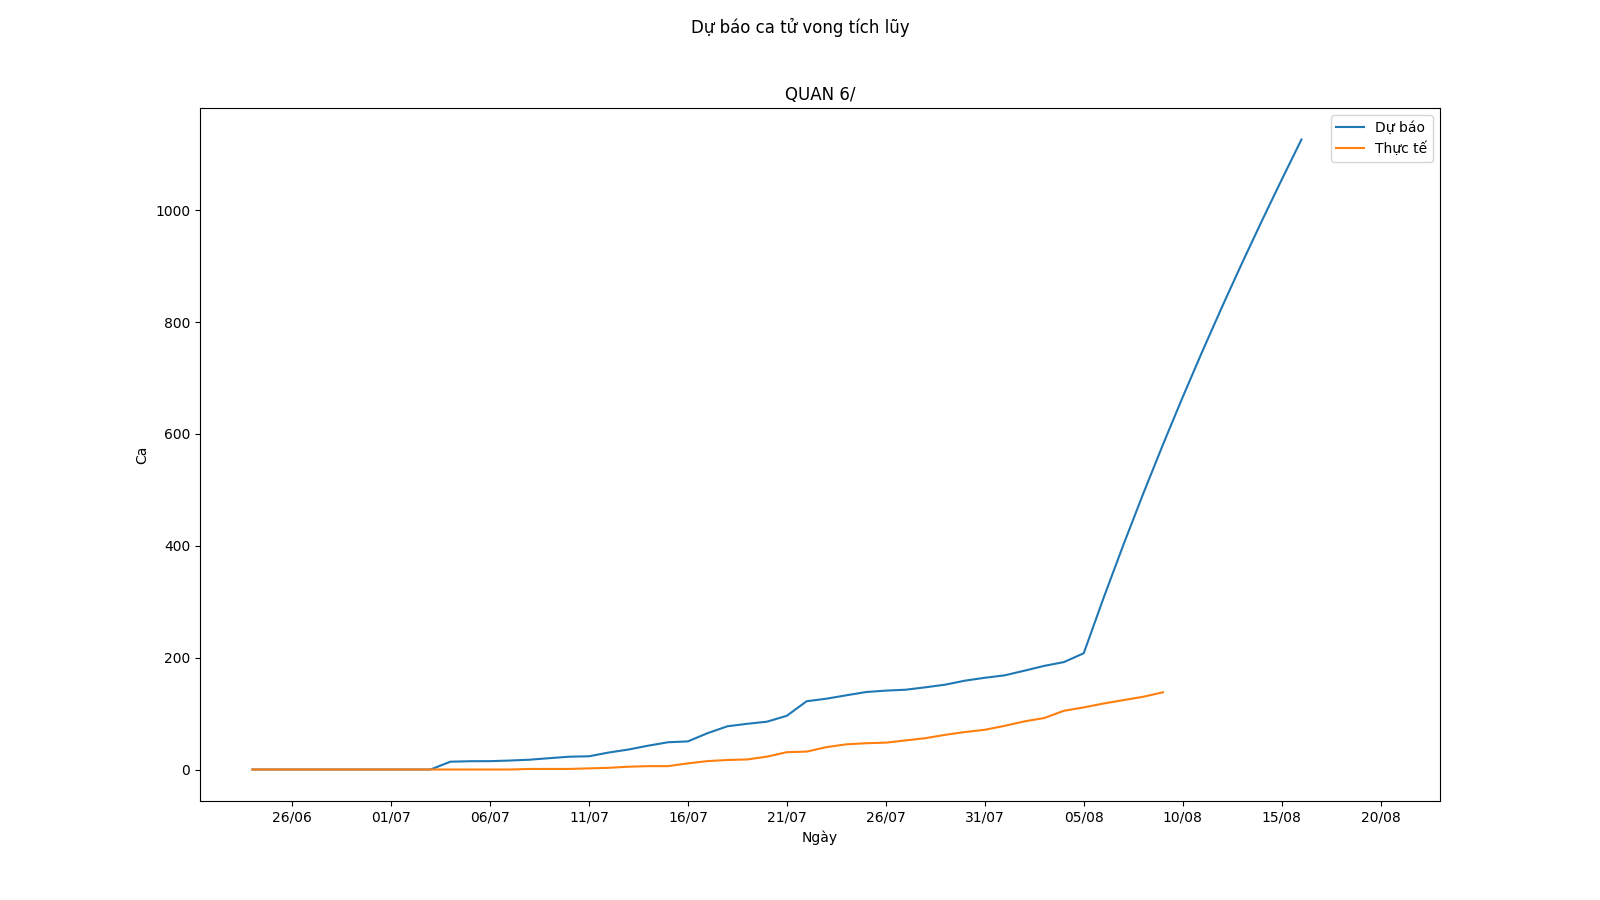 Dự báo ca tử vong tích lũy
QUAN 6/
Dự báo
Thực tế
1000
800
600
400
200
0
Ca
26/06 01/07 06/07 11/07 16/07 21/07 26/07 31/07 05/08 10/08 15/08 20/08
Ngày